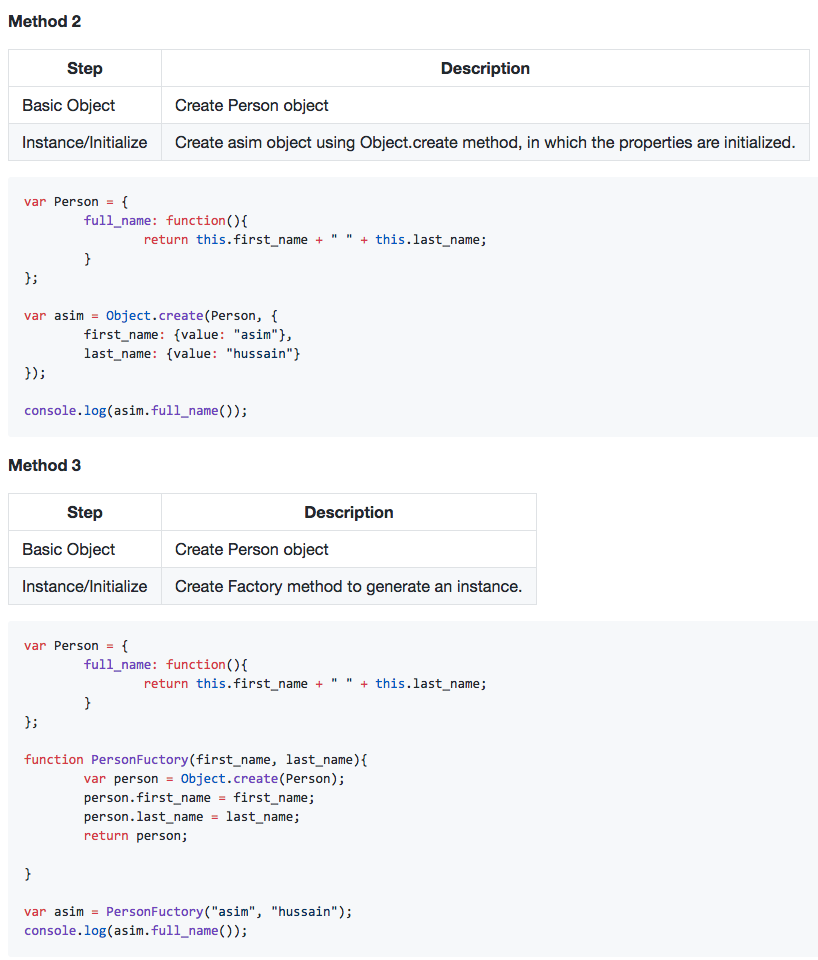 Method 2
Step Description
Basic Object Create Person object
Instance/Initialize Create asim object using Object.create method, in which the properties are initialized.
var Person = {
full_name: function(){
return this.first_name + " " + this.last_name;
}
};
var asim = Object.create(Person, {
first_name: {value: "asim"},
last_name: {value: "hussain"}
});
console.log(asim.full_name());
Method 3
Step Description
Basic Object Create Person object
Instance/Initialize Create Factory method to generate an instance.
var Person = {
full_name: function(){
return this.first_name + " " + this.last_name;
}
};
function PersonFuctory(first_name, last_name){
var person = Object.create(Person);
person.first_name = first_name;
person.last_name = last_name;
return person;
}
var asim = PersonFuctory("asim", "hussain");
console.log(asim.full_name());